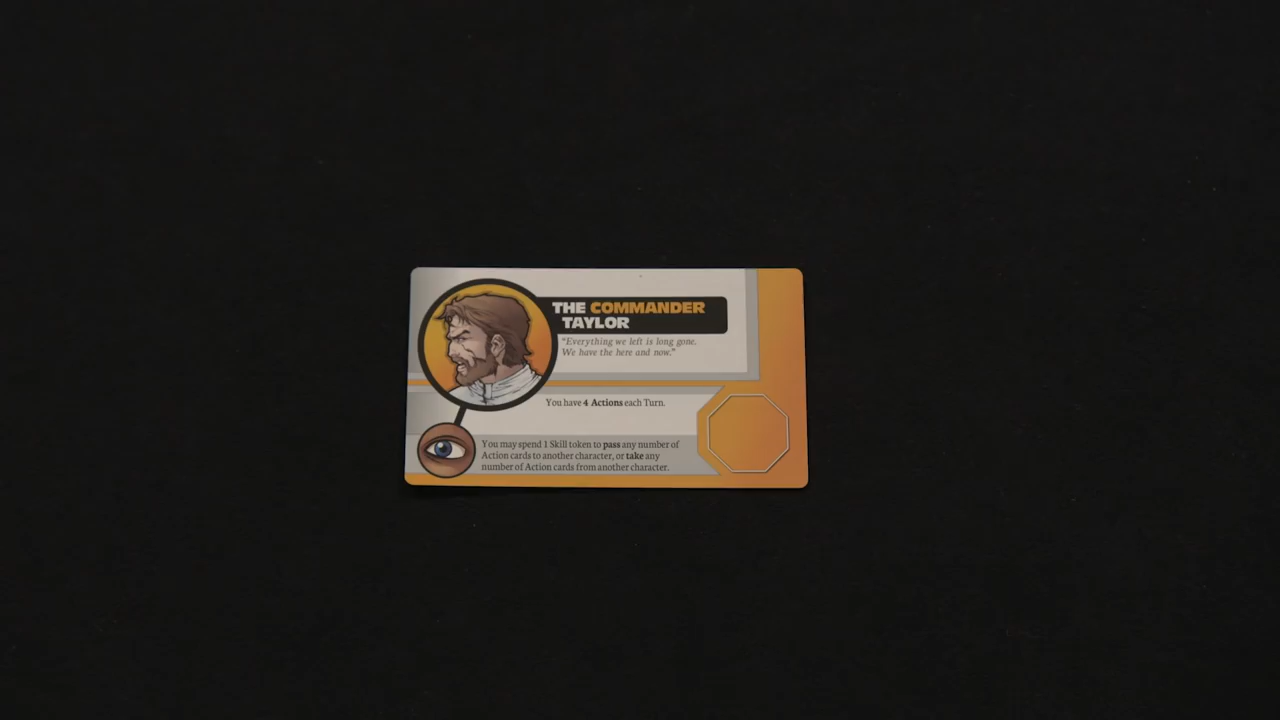 THE COMMANDER
TAYLOR
"Everything we left is long gone.
We have the here and now."
You have 4 Actions each Turn.
You may spend 1 Skill token to pass any number of
Action cards to another character, or take any
number of Action cards from another character.